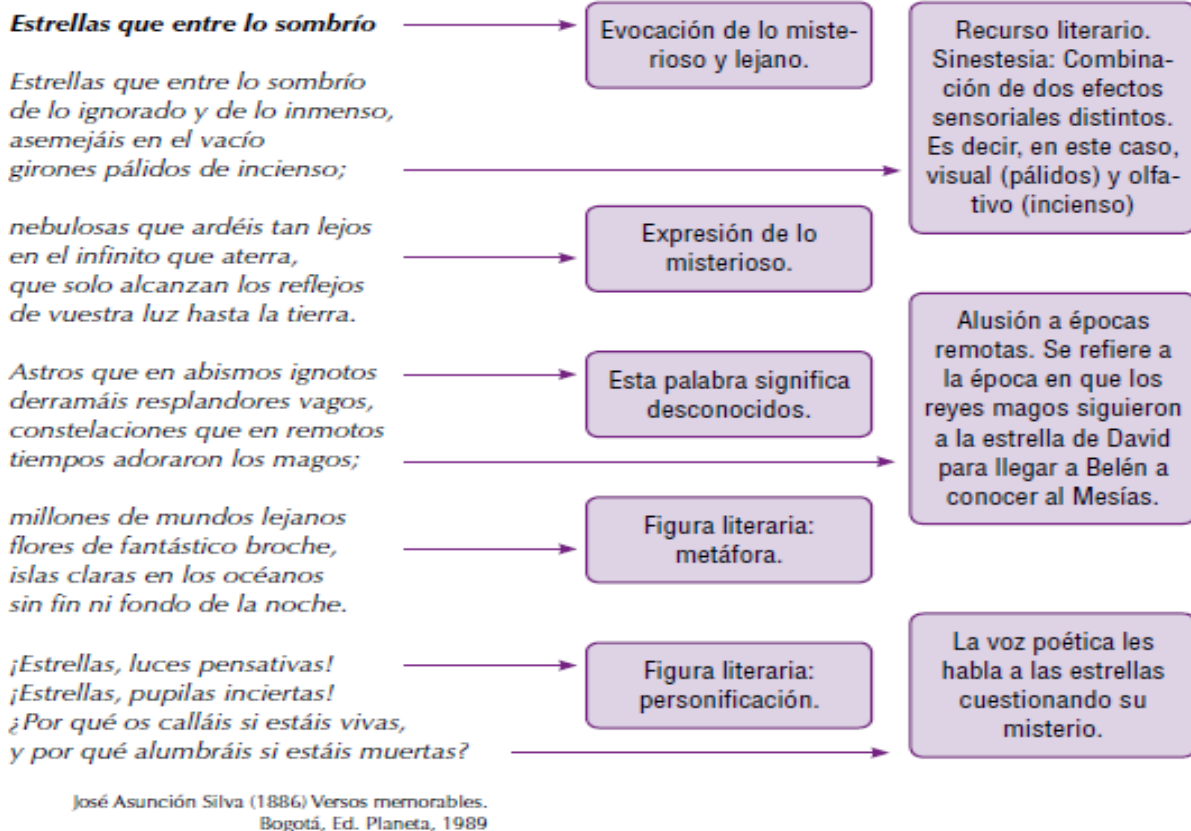 Estrellas que entre lo sombrío
Estrellas que entre lo sombrío
de lo ignorado y de lo inmenso,
asemejáis en el vacío
girones pálidos de incienso;
nebulosas que ardéis tan lejos
en el infinito que aterra,
que solo alcanzan los reflejos
de vuestra luz hasta la tierra.
Astros que en abismos ignotos
derramáis resplandores vagos,
constelaciones que en remotos
tiempos adoraron los magos;
millones de mundos lejanos
flores de fantástico broche,
islas claras en los océanos
sin fin ni fondo de la noche.
¡Estrellas, luces pensativas!
¡Estrellas, pupilas inciertas!
¿Por qué os calláis si estáis vivas,
y por qué alumbráis si estáis muertas?
José Asunción Silva (1886) Versos memorables.
Bogotá, Ed. Planeta, 1989
Evocación de lo miste-
rioso y lejano.
Expresión de lo
misterioso.
Esta palabra significa
desconocidos.
Figura literaria:
metáfora.
Figura literaria:
personificación.
Recurso literario.
Sinestesia: Combina-
ción de dos efectos
sensoriales distintos.
Es decir, en este caso,
visual (pálidos) y olfa-
tivo (incienso)
Alusión a épocas
remotas. Se refiere a
la época en que los
reyes magos siguieron
a la estrella de David
para llegar a Belén a
conocer al Mesías.
La voz poética les
habla a las estrellas
cuestionando su
misterio.